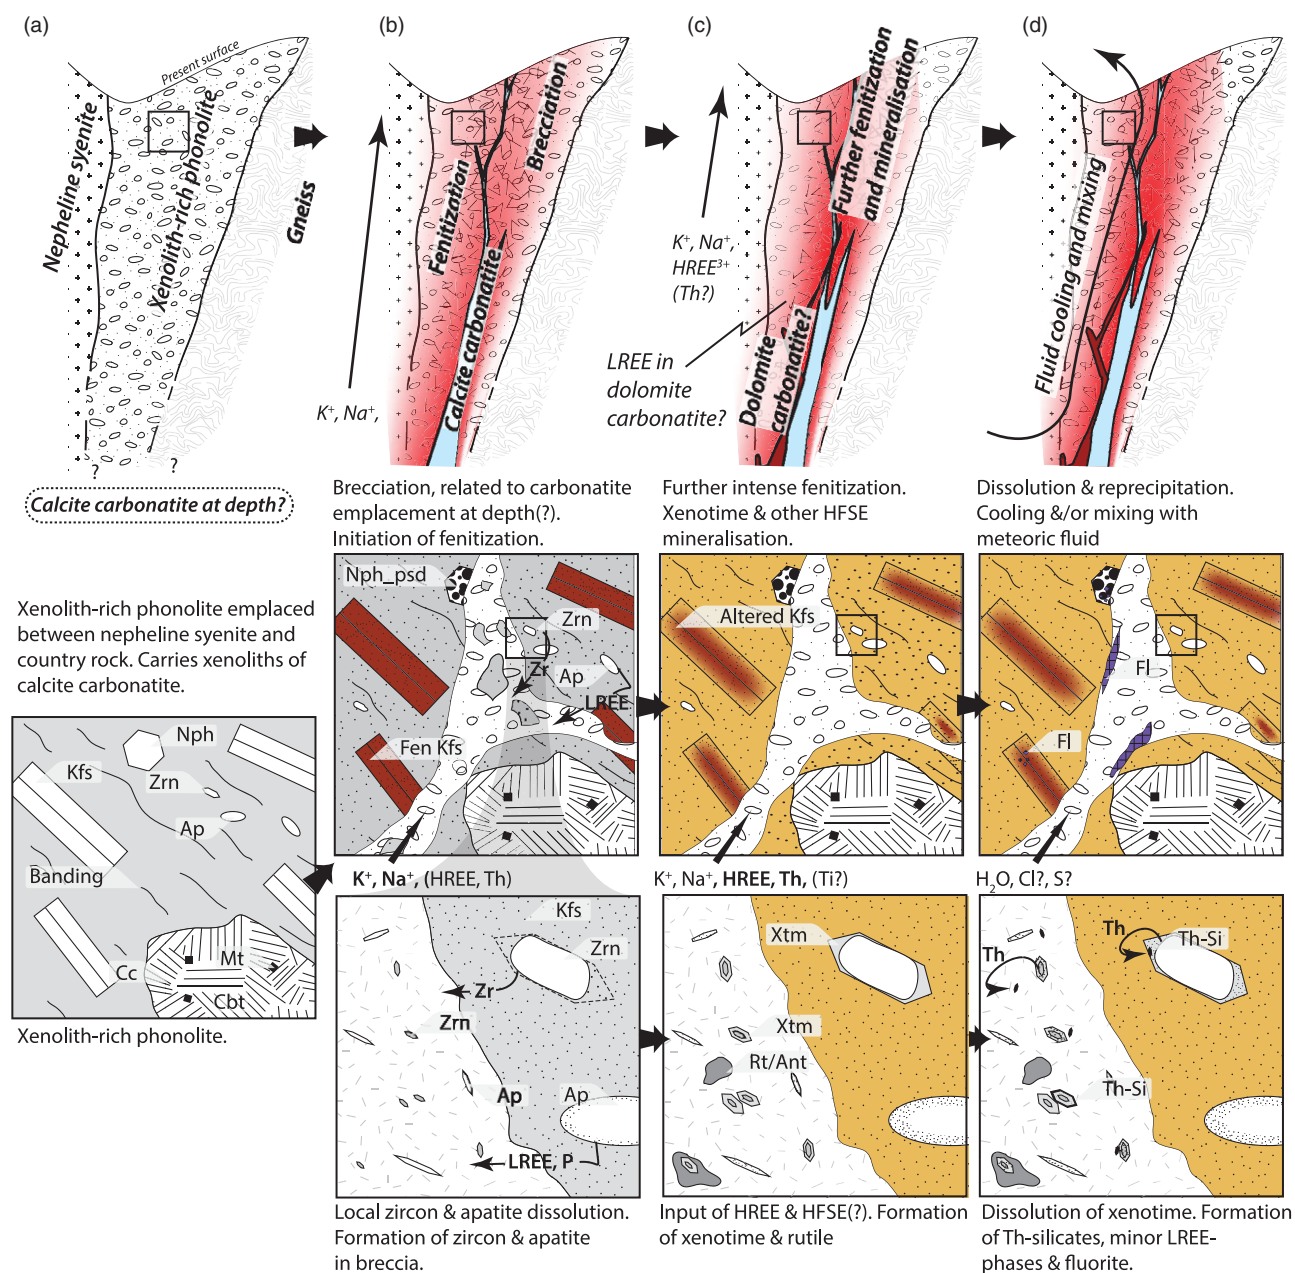 (a)
(b)
(c)
(d)
Present surface
Nepheline syenite
Xenolith-rich phonolite
Gneiss
?
?
Calcite carbonatite at depth?
Fenitization
Brecciation
Calcite carbonatite
K⁺, Na⁺,
Further fenitization
and mineralisation
K⁺, Na⁺,
HREE³⁺
(Th?)
LREE in
dolomite
carbonatite?
Dolomite
carbonatite?
Fluid cooling and mixing
Brecciation, related to carbonatite
emplacement at depth(?).
Initiation of fenitization.
Further intense fenitization.
Xenotime & other HFSE
mineralisation.
Dissolution & reprecipitation.
Cooling &/or mixing with
meteoric fluid
Xenolith-rich phonolite emplaced
between nepheline syenite and
country rock. Carries xenoliths of
calcite carbonatite.
Nph
Kfs
Zrn
Ap
Banding
Cc
Mt
Cbt
Xenolith-rich phonolite.
Nph_psd
Zrn
Zr
Ap
LREE
Fen Kfs
K⁺, Na⁺, (HREE, Th)
Altered Kfs
K⁺, Na⁺, HREE, Th, (Ti?)
Fl
Fl
H₂O, Cl?, S?
Kfs
Zrn
Zr
Zrn
Ap
Ap
LREE, P
Local zircon & apatite dissolution.
Formation of zircon & apatite
in breccia.
Xtm
Xtm
Rt/Ant
Input of HREE & HFSE(?). Formation
of xenotime & rutile
Th
Th-Si
Th
Th-Si
Dissolution of xenotime. Formation
of Th-silicates, minor LREE-
phases & fluorite.